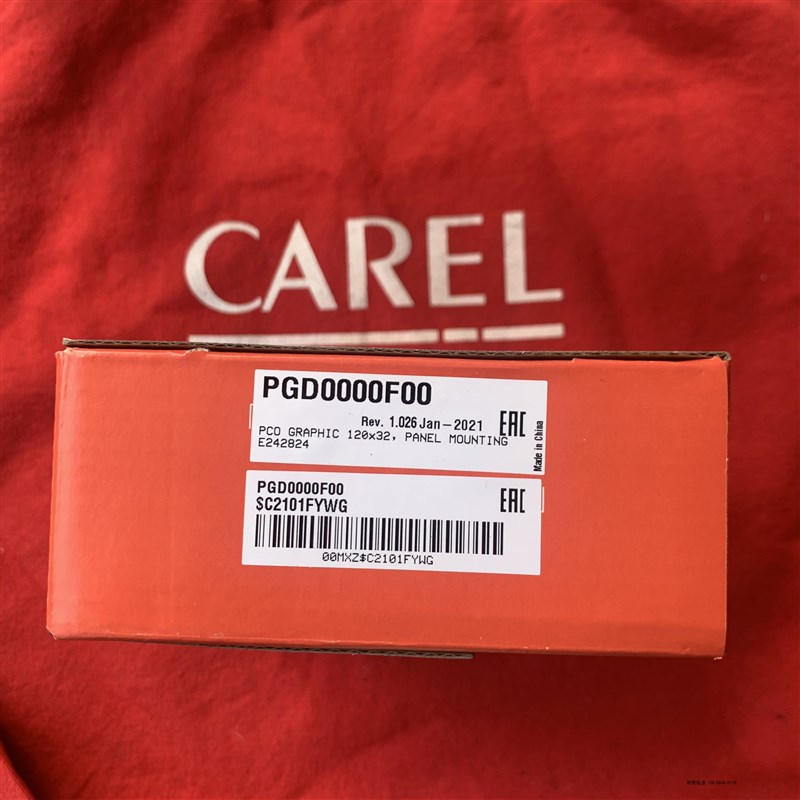 CAREL
PGD0000F00
Rev. 1.026 Jan-2021
EAC
PCO GRAPHIC 120x32, PANEL MOUNTING
E242824
Made in China
PGD0000F00
EAC
$C2101FYWG
00MXZ$C2101FYWG